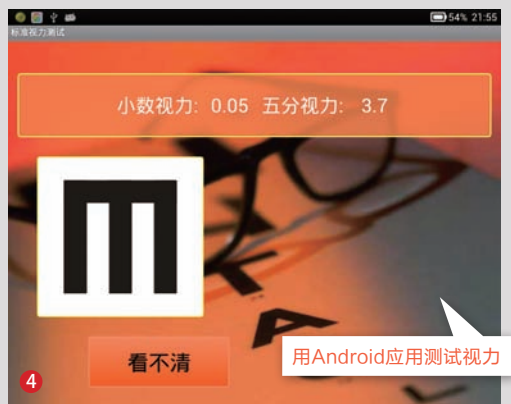 54% 21:55
标准视力测试
小数视力: 0.05 五分视力: 3.7
看不清
用Android应用测试视力
4